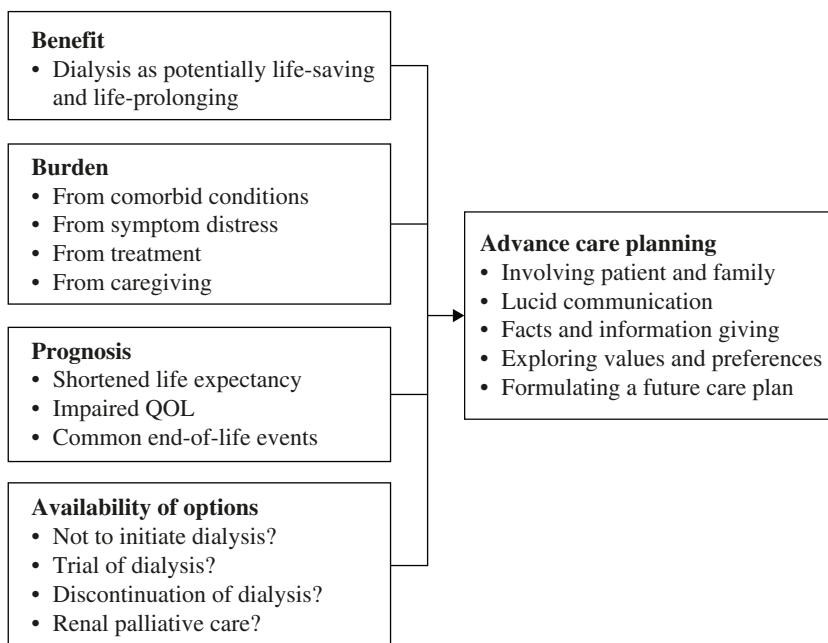 Benefit
• Dialysis as potentially life-saving
and life-prolonging
Burden
• From comorbid conditions
• From symptom distress
• From treatment
• From caregiving
Prognosis
• Shortened life expectancy
• Impaired QOL
• Common end-of-life events
Availability of options
• Not to initiate dialysis?
• Trial of dialysis?
• Discontinuation of dialysis?
• Renal palliative care?
Advance care planning
• Involving patient and family
• Lucid communication
• Facts and information giving
• Exploring values and preferences
• Formulating a future care plan